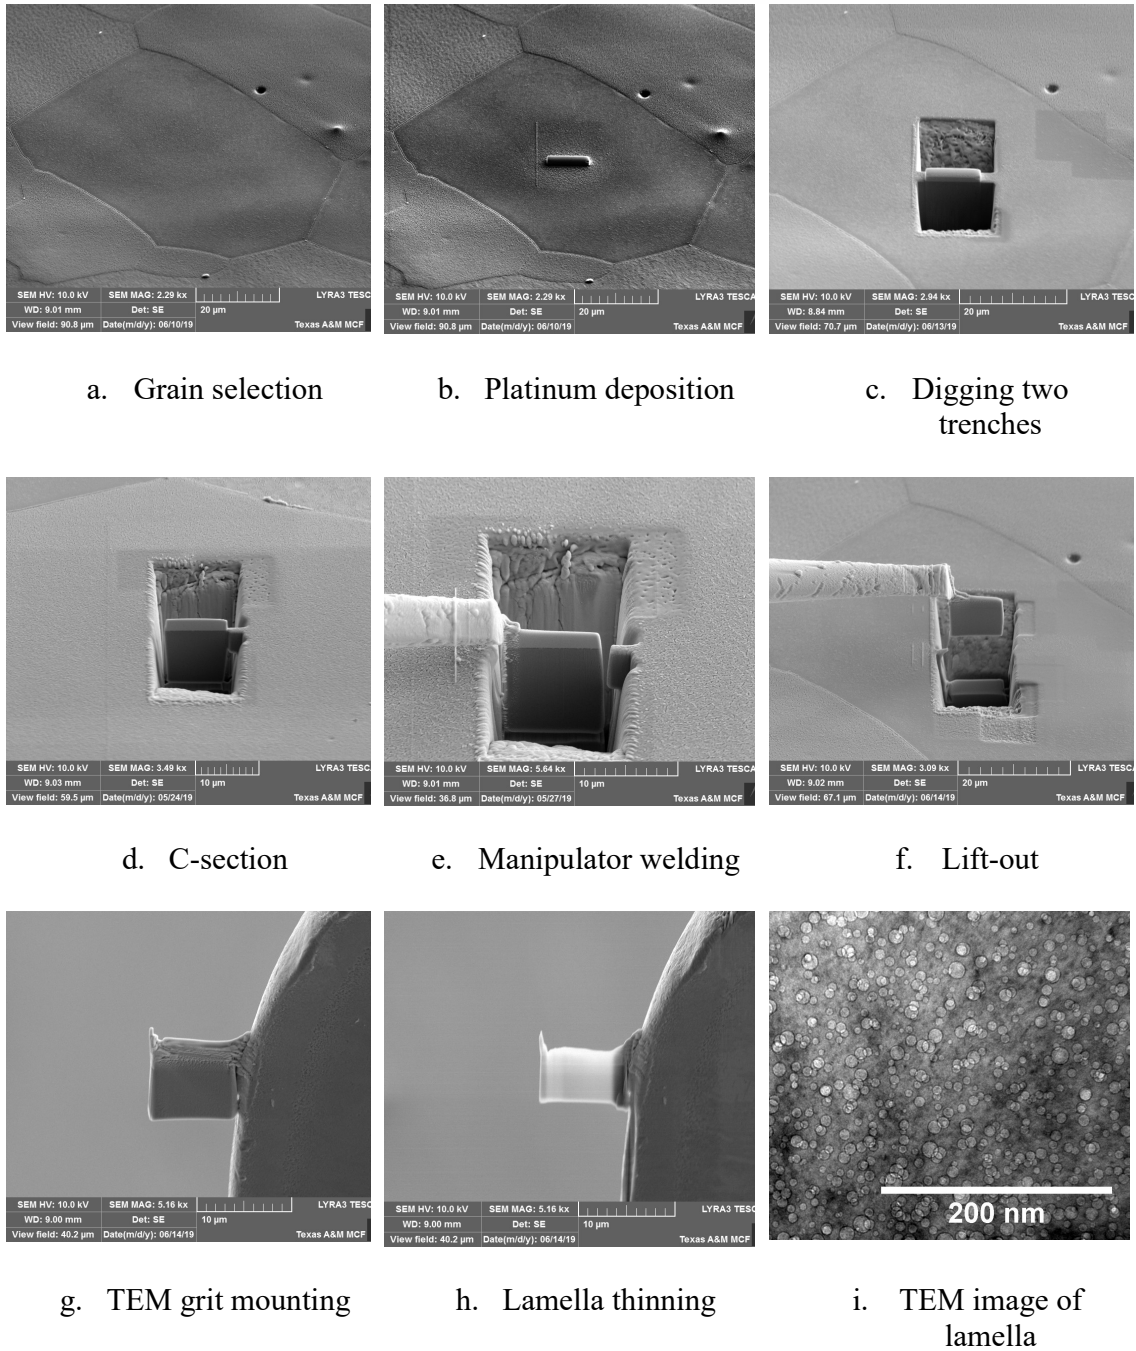 SEM HV: 10.0 kV SEM MAG: 2.29 kx LYRA3 TESC
WD: 9.01 mm Det: SE 20 µm
View field: 90.8 µm Date(m/d/y): 06/10/19 Texas A&M MCF
SEM HV: 10.0 kV SEM MAG: 2.29 kx LYRA3 TESC
WD: 9.01 mm Det: SE 20 µm
View field: 90.8 µm Date(m/d/y): 06/10/19 Texas A&M MCF
SEM HV: 10.0 kV SEM MAG: 2.94 kx LYRA3 TESC
WD: 8.84 mm Det: SE 20 µm
View field: 70.7 µm Date(m/d/y): 06/13/19 Texas A&M MCF
a. Grain selection
b. Platinum deposition
c. Digging two
trenches
SEM HV: 10.0 kV SEM MAG: 3.49 kx LYRA3 TESC
WD: 9.03 mm Det: SE 10 µm
View field: 59.5 µm Date(m/d/y): 05/24/19 Texas A&M MCF
SEM HV: 10.0 kV SEM MAG: 5.64 kx LYRA3 TESCA
WD: 9.01 mm Det: SE 10 µm
View field: 36.8 µm Date(m/d/y): 05/27/19 Texas A&M MCF
SEM HV: 10.0 kV SEM MAG: 3.09 kx LYRA3 TESC
WD: 9.02 mm Det: SE 20 µm
View field: 67.1 µm Date(m/d/y): 06/14/19 Texas A&M MCF
d. C-section
e. Manipulator welding
f. Lift-out
SEM HV: 10.0 kV SEM MAG: 5.16 kx LYRA3 TESC
WD: 9.00 mm Det: SE 10 µm
View field: 40.2 µm Date(m/d/y): 06/14/19 Texas A&M MCF
SEM HV: 10.0 kV SEM MAG: 5.16 kx LYRA3 TESC
WD: 9.00 mm Det: SE 10 µm
View field: 40.2 µm Date(m/d/y): 06/14/19 Texas A&M MCF
200 nm
g. TEM grit mounting
h. Lamella thinning
i. TEM image of
lamella